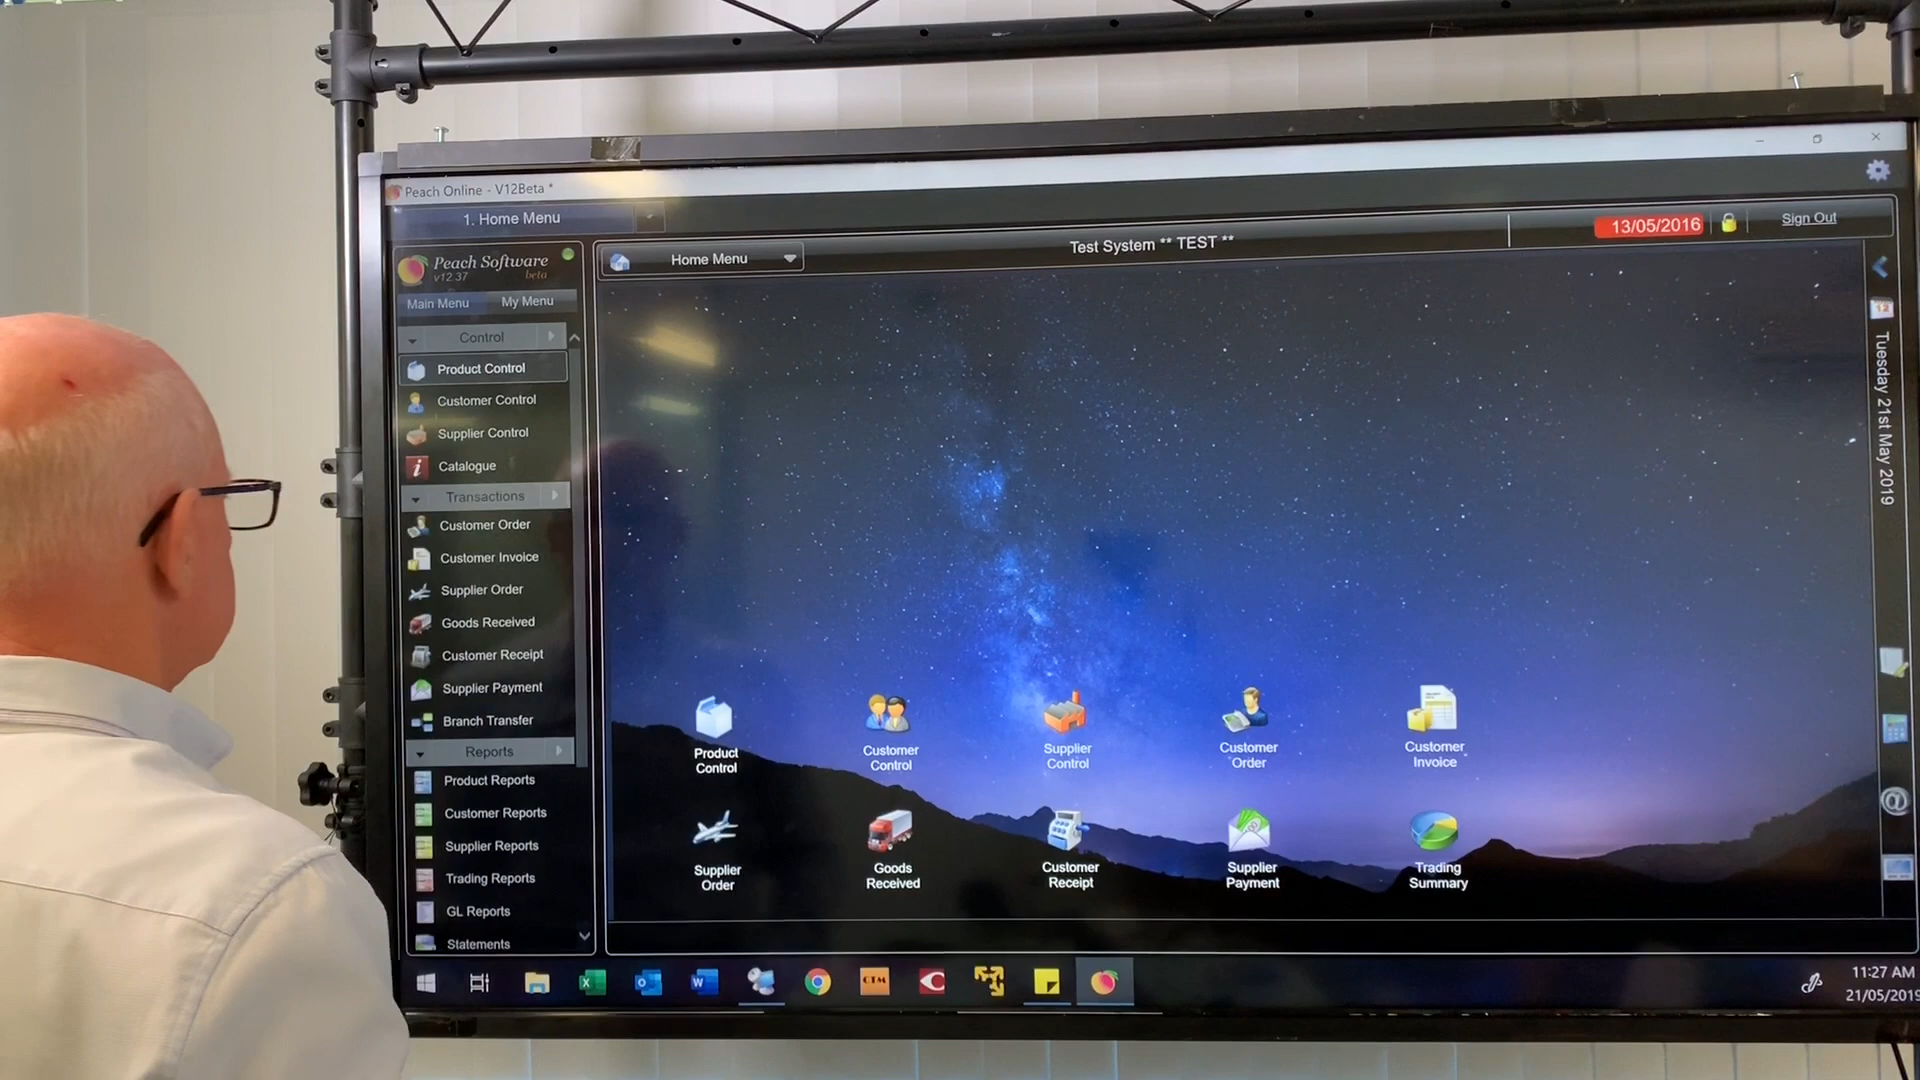 Peach Online - V12Beta *
1. Home Menu
Peach Software
v12.37
beta
Main Menu
My Menu
Home Menu
Test System ** TEST **
13/05/2016
Sign Out
Control
Product Control
Customer Control
Supplier Control
Catalogue
Transactions
Customer Order
Customer Invoice
Supplier Order
Goods Received
Customer Receipt
Supplier Payment
Branch Transfer
Reports
Product Reports
Customer Reports
Supplier Reports
Trading Reports
GL Reports
Statements
Product
Control
Customer
Control
Supplier
Control
Customer
Order
Customer
Invoice
Supplier
Order
Goods
Received
Customer
Receipt
Supplier
Payment
Trading
Summary
12
Tuesday 21st May 2019
CTM
11:27 AM
21/05/2019